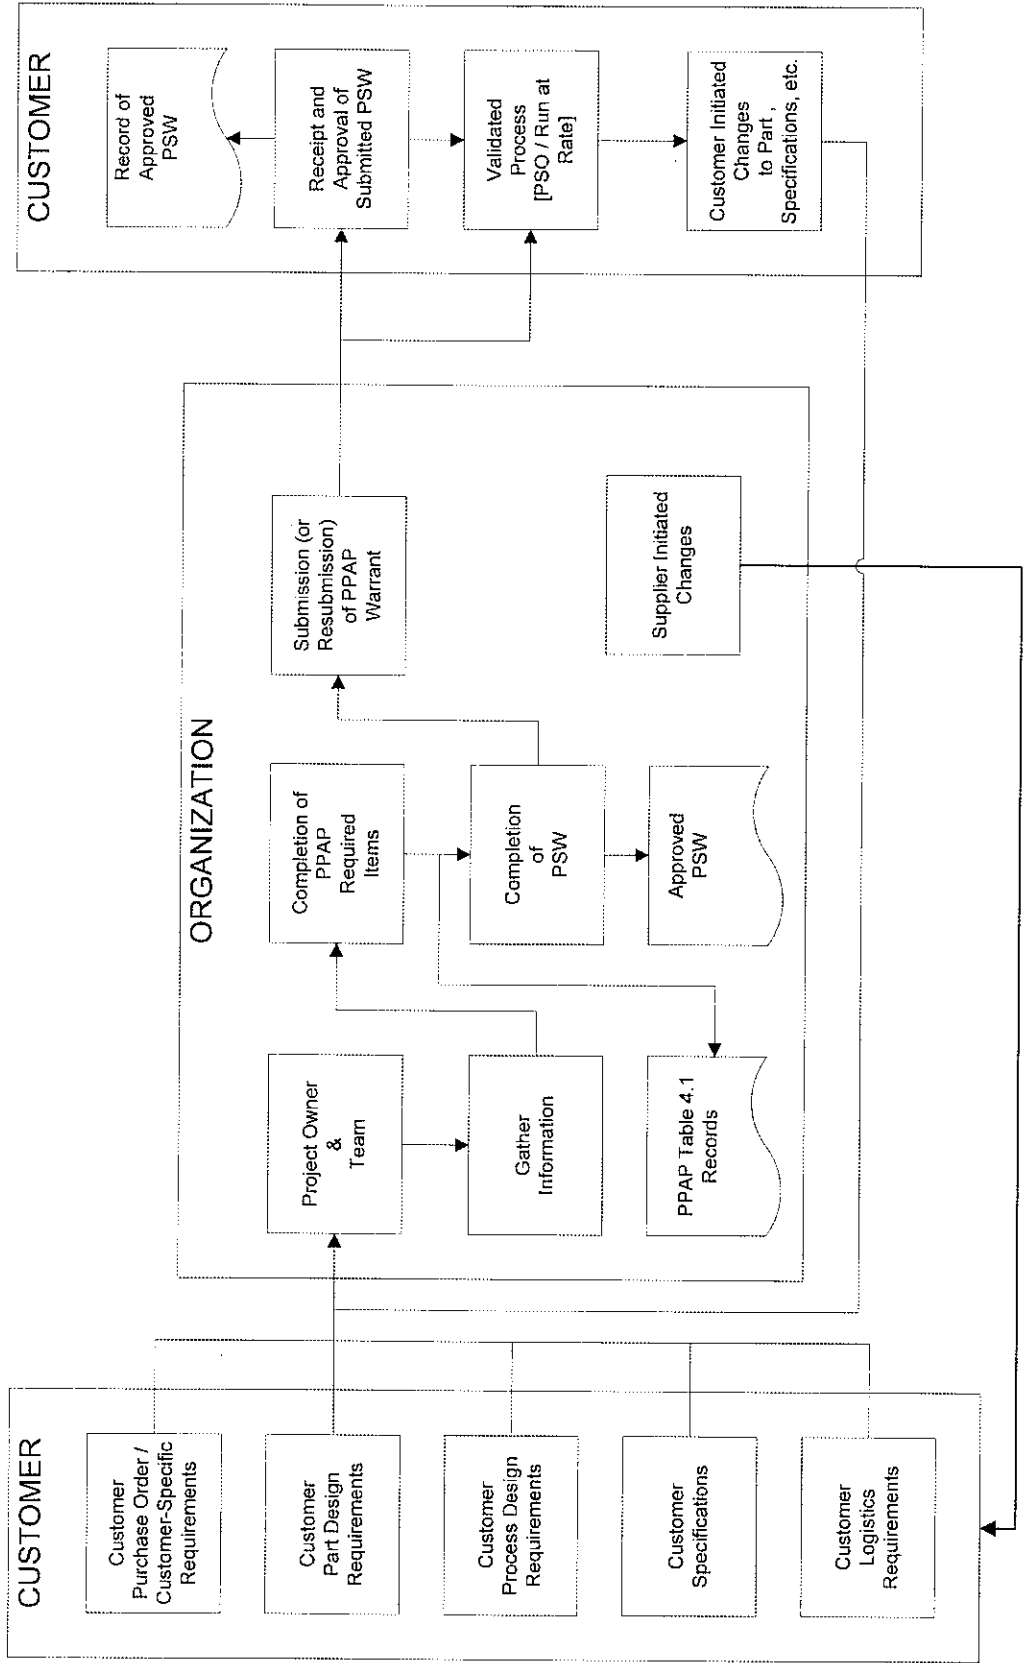 CUSTOMER
Customer
Purchase Order /
Customer-Specific
Requirements
Customer
Part Design
Requirements
Customer
Process Design
Requirements
Customer
Specifications
Customer
Logistics
Requirements
ORGANIZATION
Project Owner
&
Team
Gather
Information
PPAP Table 4.1
Records
Completion of
PPAP
Required
Items
Completion
of
PSW
Approved
PSW
Submission (or
Resubmission)
of PPAP
Warrant
Supplier Initiated
Changes
CUSTOMER
Record of
Approved
PSW
Receipt and
Approval of
Submitted PSW
Validated
Process
[PSO / Run at
Rate]
Customer Initiated
Changes
to Part ,
Specifications, etc.